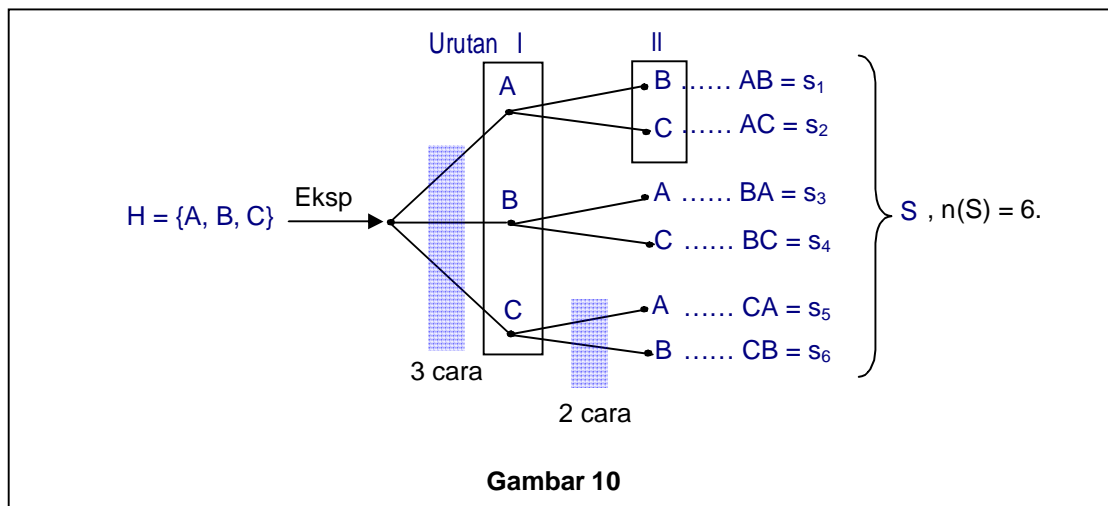 Urutan I II
A
B ...... AB = s₁
C ...... AC = s₂
H = {A, B, C} Eksp
B
A ...... BA = s₃
C ...... BC = s₄
S , n(S) = 6.
C
A ...... CA = s₅
B ...... CB = s₆
3 cara
2 cara
Gambar 10